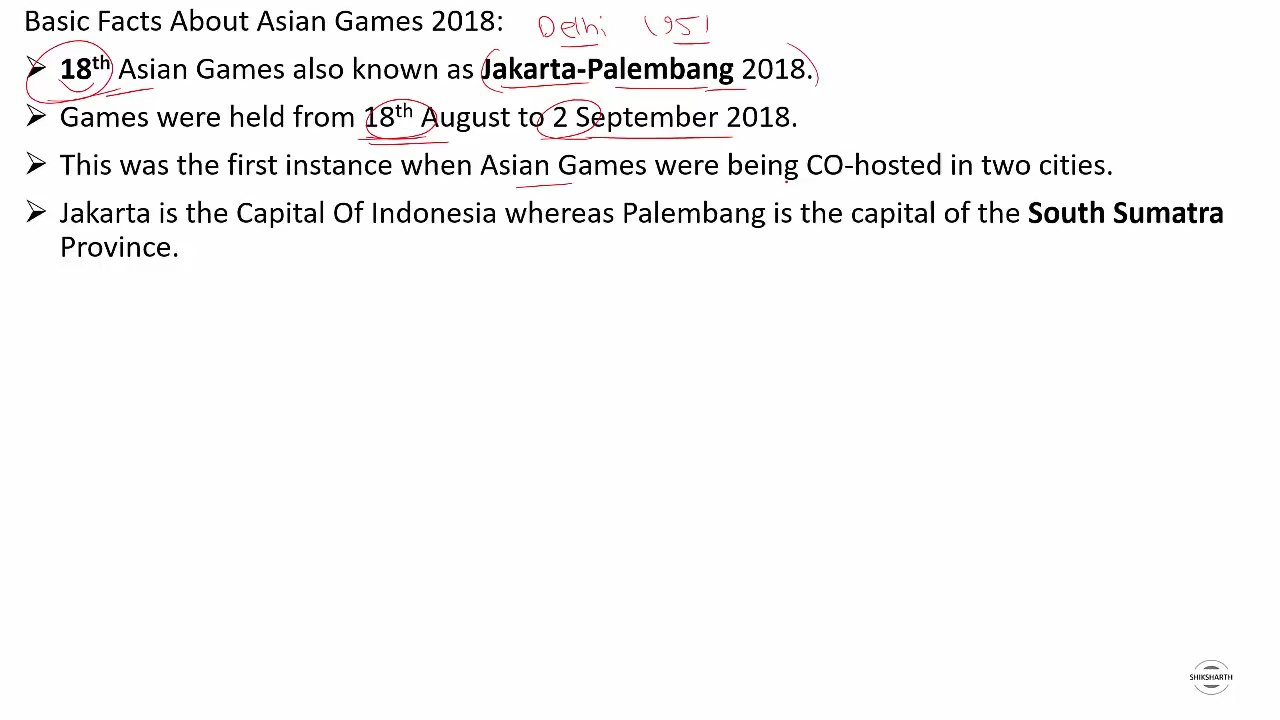 Basic Facts About Asian Games 2018: Delhi 1951
➢ 18th Asian Games also known as Jakarta-Palembang 2018.
➢ Games were held from 18th August to 2 September 2018.
➢ This was the first instance when Asian Games were being CO-hosted in two cities.
➢ Jakarta is the Capital Of Indonesia whereas Palembang is the capital of the South Sumatra
Province.
SHIKSHARTH